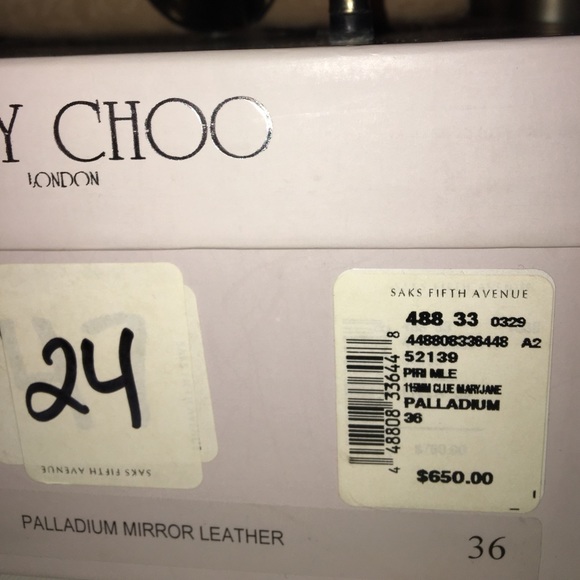 Y CHOO
LONDON
24
SAKS FIFTH AVENUE
SAKS FIFTH AVENUE
488 33 0329
448808336448 A2
52139
PIRI MLE
115MM CLUE MARYJANE
PALLADIUM
36
$650.00
4 48808 33644 8
PALLADIUM MIRROR LEATHER
36